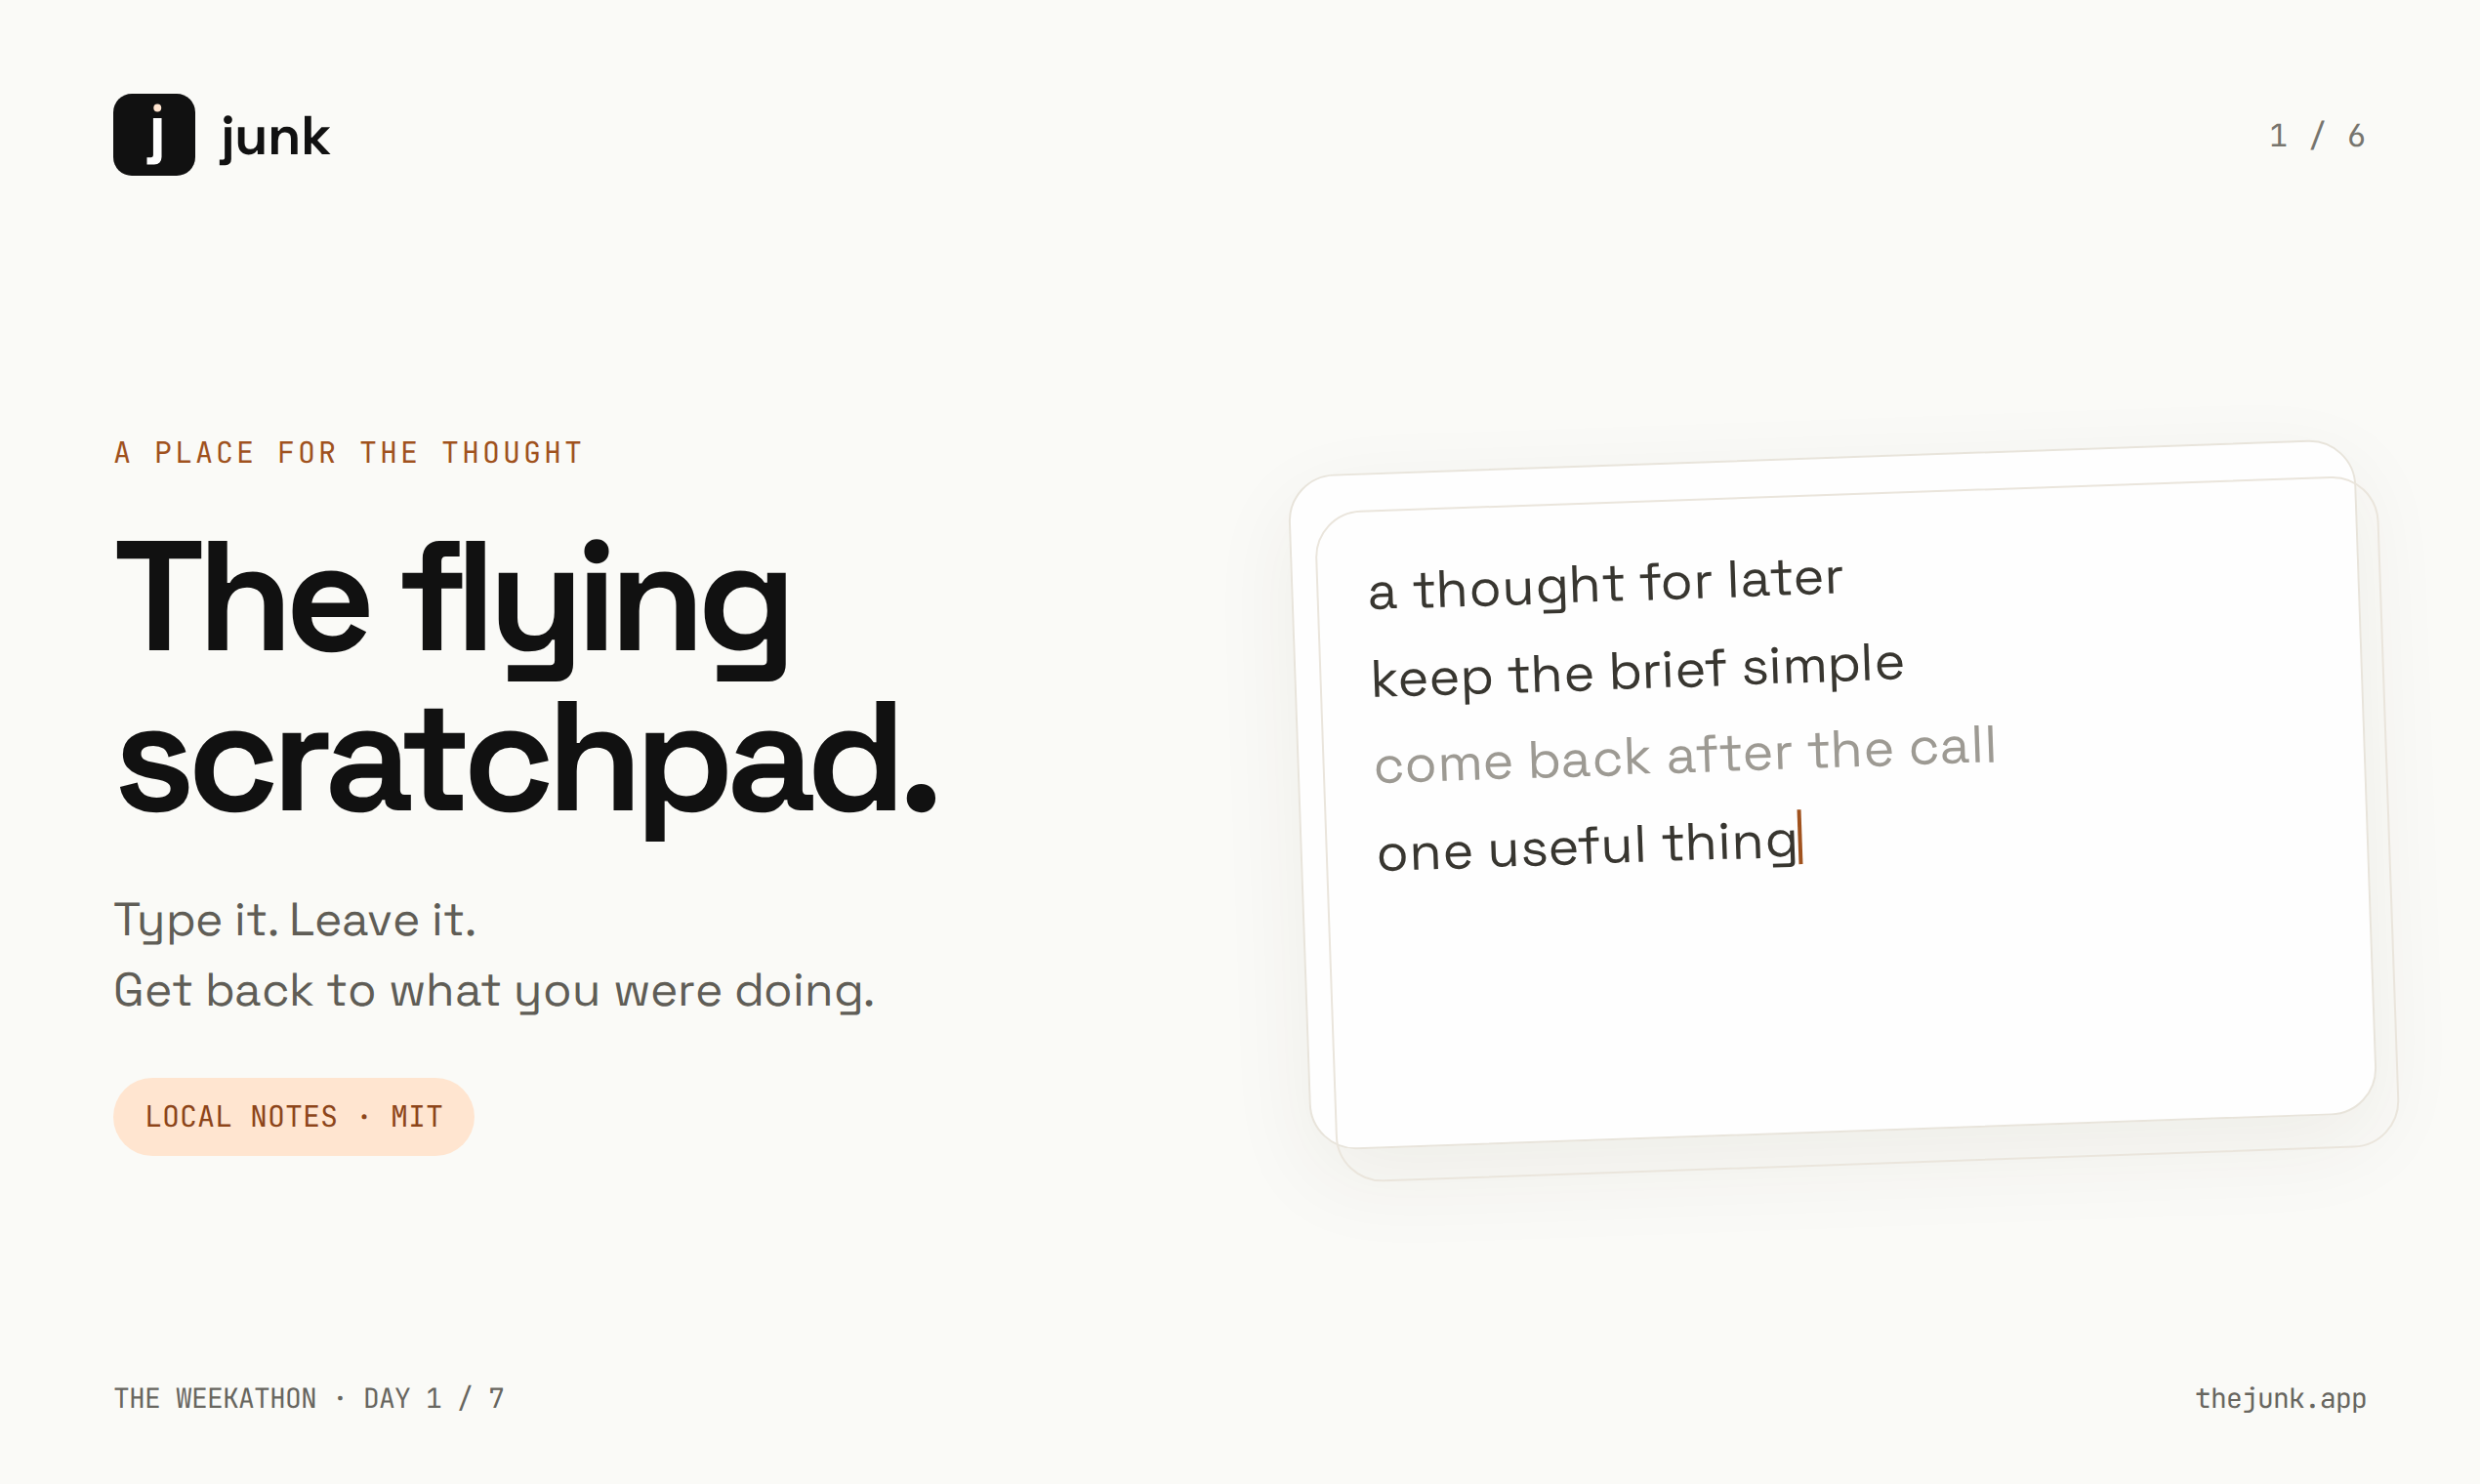 j junk
1 / 6
A PLACE FOR THE THOUGHT
The flying
scratchpad.
Type it. Leave it.
Get back to what you were doing.
LOCAL NOTES · MIT
a thought for later
keep the brief simple
come back after the call
one useful thing
THE WEEKATHON · DAY 1 / 7
thejunk.app